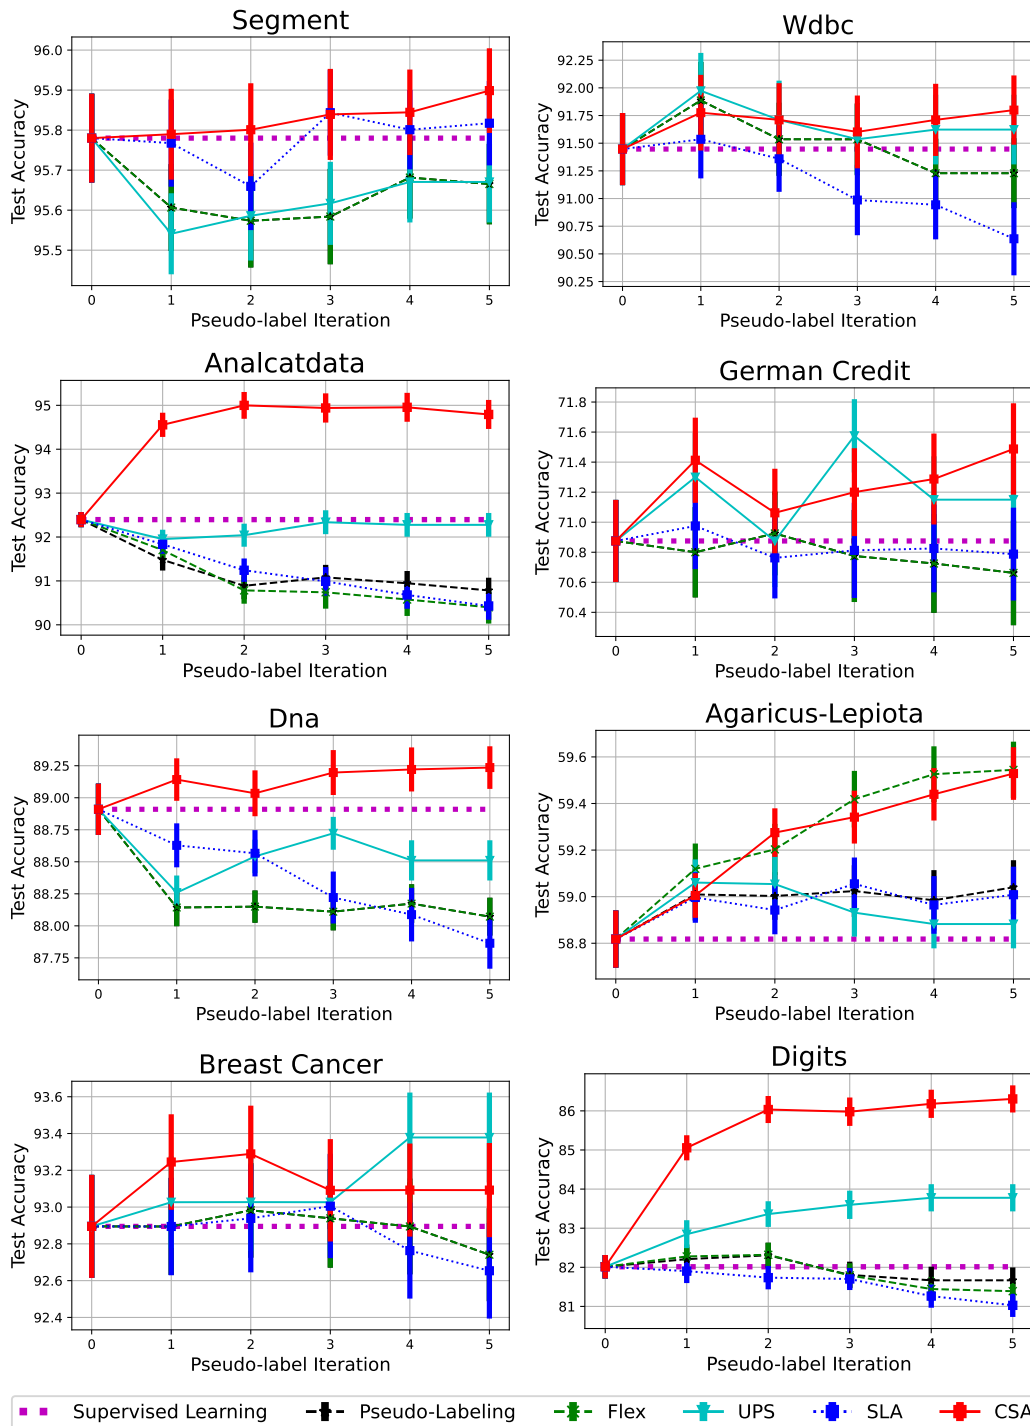 Segment
Test Accuracy
96.0
95.9
95.8
95.7
95.6
95.5
0 1 2 3 4 5
Pseudo-label Iteration
Wdbc
Test Accuracy
92.25
92.00
91.75
91.50
91.25
91.00
90.75
90.50
90.25
0 1 2 3 4 5
Pseudo-label Iteration
Analcatdata
Test Accuracy
95
94
93
92
91
90
0 1 2 3 4 5
Pseudo-label Iteration
German Credit
Test Accuracy
71.8
71.6
71.4
71.2
71.0
70.8
70.6
70.4
0 1 2 3 4 5
Pseudo-label Iteration
Dna
Test Accuracy
89.25
89.00
88.75
88.50
88.25
88.00
87.75
0 1 2 3 4 5
Pseudo-label Iteration
Agaricus-Lepiota
Test Accuracy
59.6
59.4
59.2
59.0
58.8
0 1 2 3 4 5
Pseudo-label Iteration
Breast Cancer
Test Accuracy
93.6
93.4
93.2
93.0
92.8
92.6
92.4
0 1 2 3 4 5
Pseudo-label Iteration
Digits
Test Accuracy
86
85
84
83
82
81
0 1 2 3 4 5
Pseudo-label Iteration
Supervised Learning Pseudo-Labeling Flex UPS SLA CSA